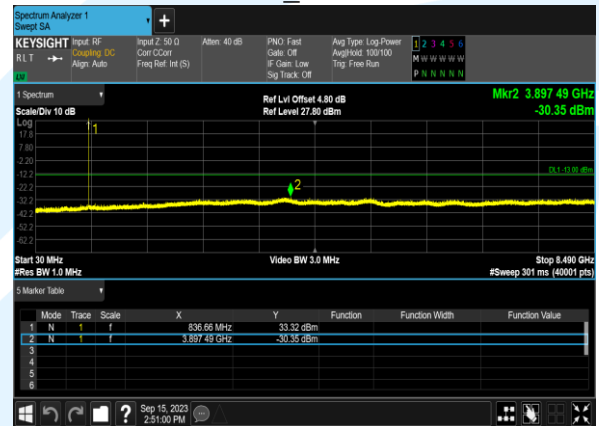 Spectrum Analyzer 1
Swept SA
+
KEYSIGHT Input: RF Input Z: 50 Ω Atten: 40 dB PNO: Fast Avg Type: Log-Power 1 2 3 4 5 6
RLT Coupling: DC Corr CCorr Gate: Off Avg|Hold: 100/100 M W W W W W
Align: Auto Freq Ref: Int (S) IF Gain: Low Trig: Free Run
Sig Track: Off P N N N N N
LV
1 Spectrum Ref Lvl Offset 4.80 dB Mkr2 3.897 49 GHz
Scale/Div 10 dB Ref Level 27.80 dBm -30.35 dBm
Log
1
17.8
7.80
-2.20
DL1 -13.00 dBm
-12.2
2
-22.2
-32.2
-42.2
-52.2
-62.2
Start 30 MHz Video BW 3.0 MHz Stop 8.490 GHz
#Res BW 1.0 MHz #Sweep 301 ms (40001 pts)
5 Marker Table
Mode Trace Scale X Y Function Function Width Function Value
1 N 1 f 836.66 MHz 33.32 dBm
2 N 1 f 3.897 49 GHz -30.35 dBm
3
4
5
6
? Sep 15, 2023
2:51:00 PM